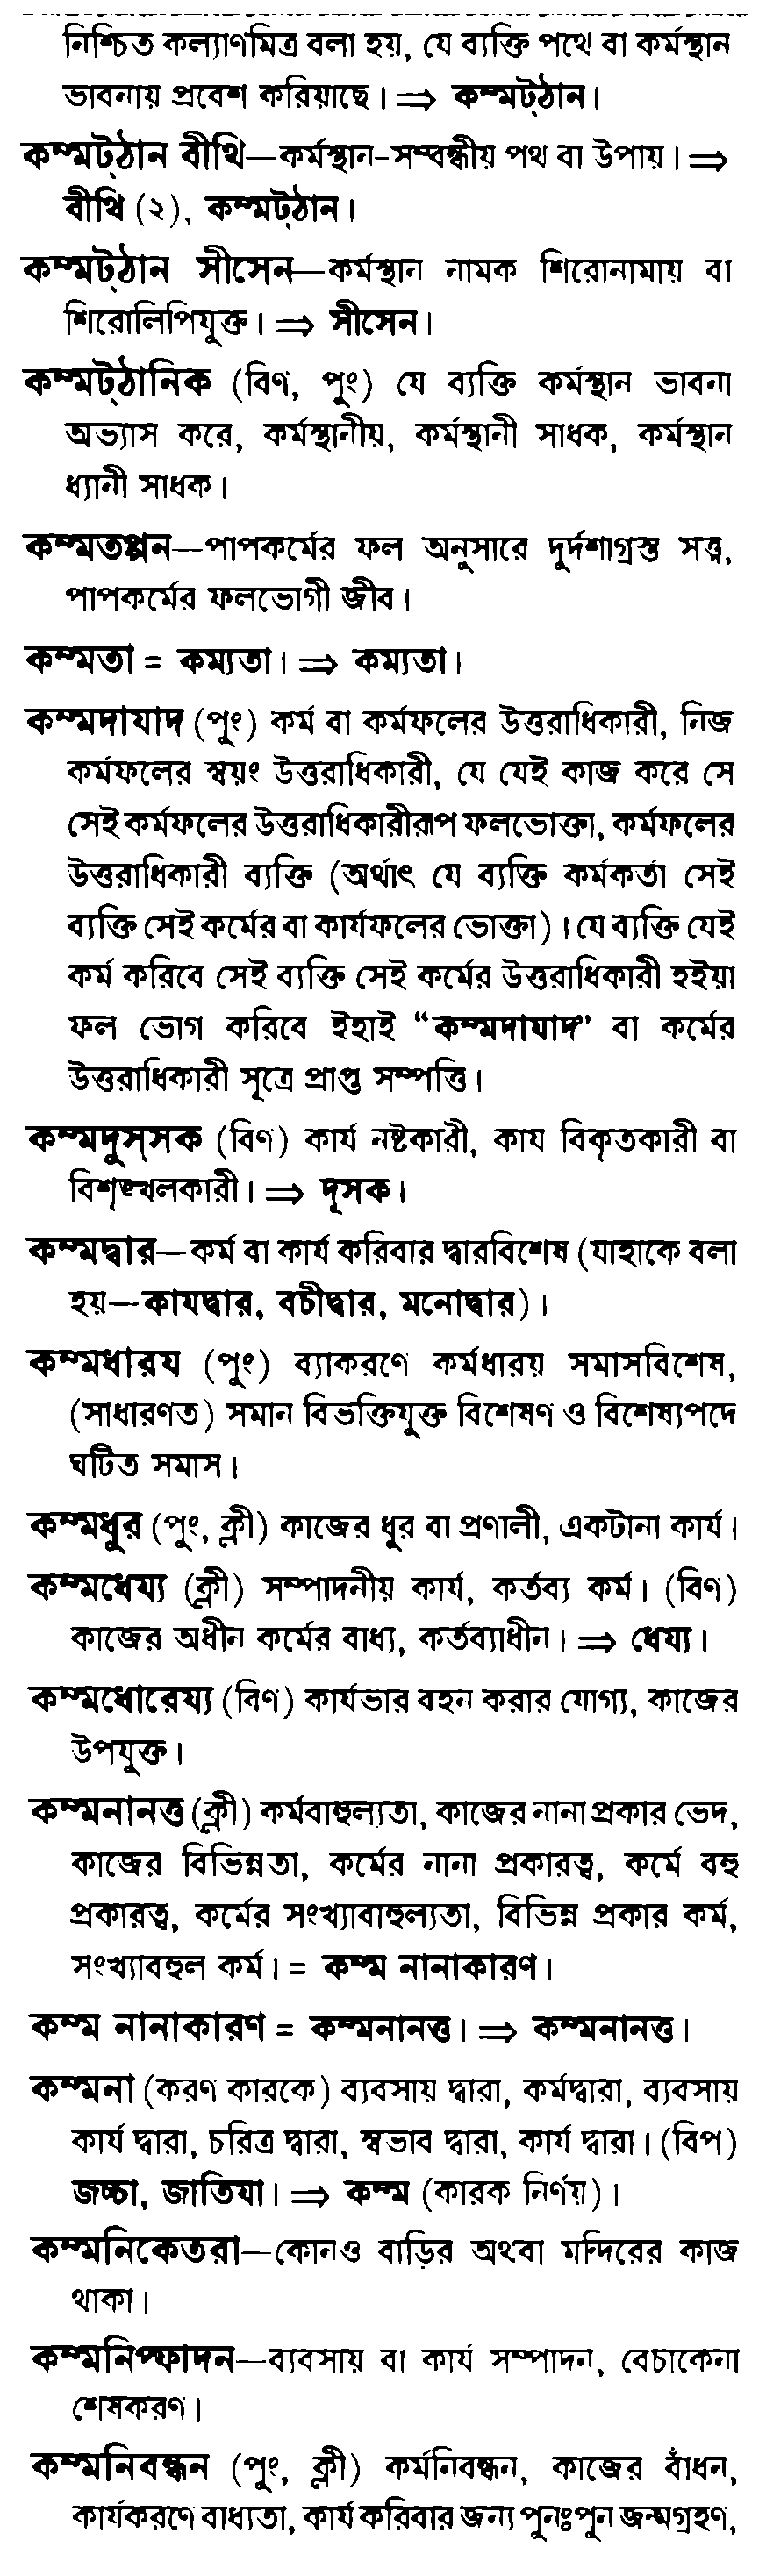 নিশ্চিত কল্যাণমিত্র বলা হয়, যে ব্যক্তি পথে বা কর্মস্থান
ভাবনায় প্রবেশ করিয়াছে। ⇒ কম্মট্ঠান।
কম্মট্ঠান বীথি—কর্মস্থান-সম্বন্ধীয় পথ বা উপায়। ⇒
বীথি (২), কম্মট্ঠান।
কম্মট্ঠান সীসেন—কর্মস্থান নামক শিরোনামায় বা
শিরোলিপিযুক্ত। ⇒ সীসেন।
কম্মট্ঠানিক (বিণ, পুং) যে ব্যক্তি কর্মস্থান ভাবনা
অভ্যাস করে, কর্মস্থানীয়, কর্মস্থানী সাধক, কর্মস্থান
ধ্যানী সাধক।
কম্মতপ্পন—পাপকর্মের ফল অনুসারে দুর্দশাগ্রস্ত সত্ত্ব,
পাপকর্মের ফলভোগী জীব।
কম্মতা = কম্যতা। ⇒ কম্যতা।
কম্মদাযাদ (পুং) কর্ম বা কর্মফলের উত্তরাধিকারী, নিজ
কর্মফলের স্বয়ং উত্তরাধিকারী, যে যেই কাজ করে সে
সেই কর্মফলের উত্তরাধিকারীরূপ ফলভোক্তা, কর্মফলের
উত্তরাধিকারী ব্যক্তি (অর্থাৎ যে ব্যক্তি কর্মকর্তা সেই
ব্যক্তি সেই কর্মের বা কার্যফলের ভোক্তা)। যে ব্যক্তি যেই
কর্ম করিবে সেই ব্যক্তি সেই কর্মের উত্তরাধিকারী হইয়া
ফল ভোগ করিবে ইহাই “কম্মদাযাদ” বা কর্মের
উত্তরাধিকারী সূত্রে প্রাপ্ত সম্পত্তি।
কম্মদুস্সক (বিণ) কার্য নষ্টকারী, কায বিকৃতকারী বা
বিশৃঙ্খলকারী। ⇒ দূসক।
কম্মদ্বার—কর্ম বা কার্য করিবার দ্বারবিশেষ (যাহাকে বলা
হয়—কাযদ্বার, বচীদ্বার, মনোদ্বার)।
কম্মধারয (পুং) ব্যাকরণে কর্মধারয় সমাসবিশেষ,
(সাধারণত) সমান বিভক্তিযুক্ত বিশেষণ ও বিশেষ্যপদে
ঘটিত সমাস।
কম্মধুর (পুং, ক্লী) কাজের ধুর বা প্রণালী, একটানা কার্য।
কম্মধেয্য (ক্লী) সম্পাদনীয় কার্য, কর্তব্য কর্ম। (বিণ)
কাজের অধীন কর্মের বাধ্য, কর্তব্যাধীন। ⇒ ধেয্য।
কম্মধোরেয্য (বিণ) কার্যভার বহন করার যোগ্য, কাজের
উপযুক্ত।
কম্মনানত্ত (ক্লী) কর্মবাহুল্যতা, কাজের নানা প্রকার ভেদ,
কাজের বিভিন্নতা, কর্মের নানা প্রকারত্ব, কর্মে বহু
প্রকারত্ব, কর্মের সংখ্যাবাহুল্যতা, বিভিন্ন প্রকার কর্ম,
সংখ্যাবহুল কর্ম। = কম্ম নানাকারণ।
কম্ম নানাকারণ = কম্মনানত্ত। ⇒ কম্মনানত্ত।
কম্মনা (করণ কারকে) ব্যবসায় দ্বারা, কর্মদ্বারা, ব্যবসায়
কার্য দ্বারা, চরিত্র দ্বারা, স্বভাব দ্বারা, কার্য দ্বারা। (বিপ)
জচ্চা, জাতিযা। ⇒ কম্ম (কারক নির্ণয়)।
কম্মনিকেতরা—কোনও বাড়ির অথবা মন্দিরের কাজ
থাকা।
কম্মনিপ্ফাদন—ব্যবসায় বা কার্য সম্পাদন, বেচাকেনা
শেষকরণ।
কম্মনিবন্ধন (পুং, ক্লী) কর্মনিবন্ধন, কাজের বাঁধন,
কার্যকরণে বাধ্যতা, কার্য করিবার জন্য পুনঃপুন জন্মগ্রহণ,